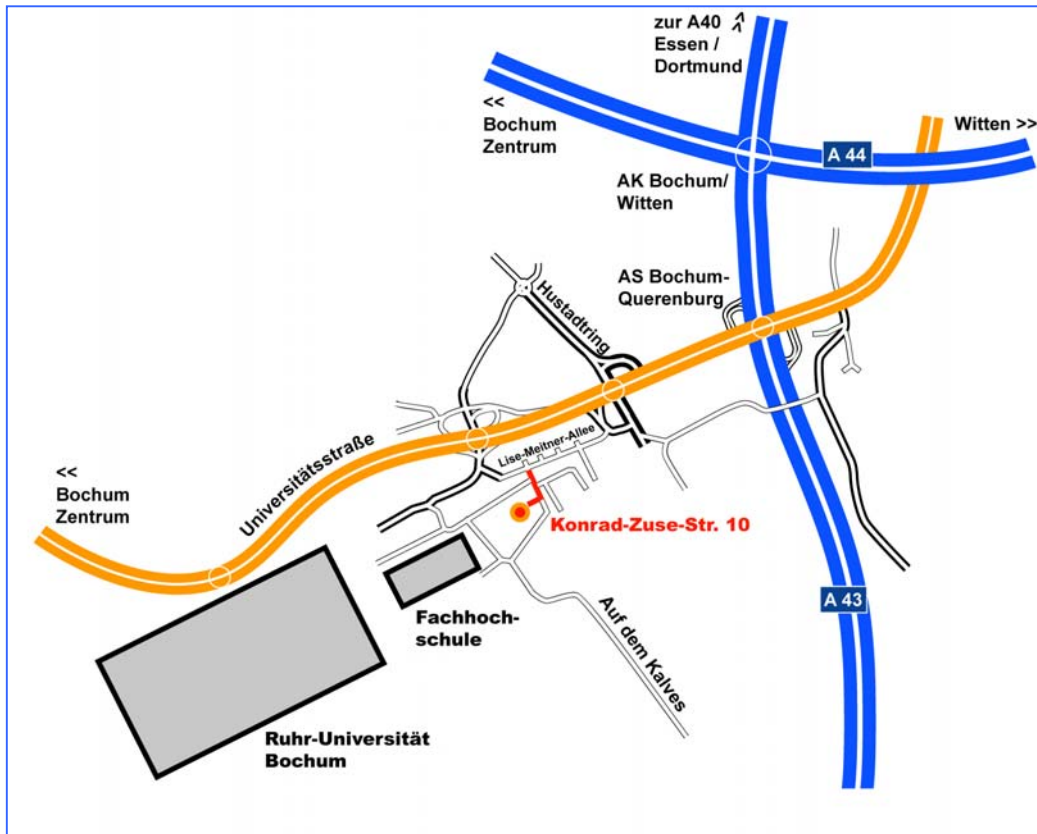 zur A40 <<
Essen /
Dortmund
<<
Bochum
Zentrum
Witten >>
A 44
AK Bochum/
Witten
AS Bochum-
Querenburg
Hustadtring
Lise-Meitner-Allee
Universitätsstraße
<<
Bochum
Zentrum
Konrad-Zuse-Str. 10
A 43
Fachhoch-
schule
Auf dem Kalves
Ruhr-Universität
Bochum